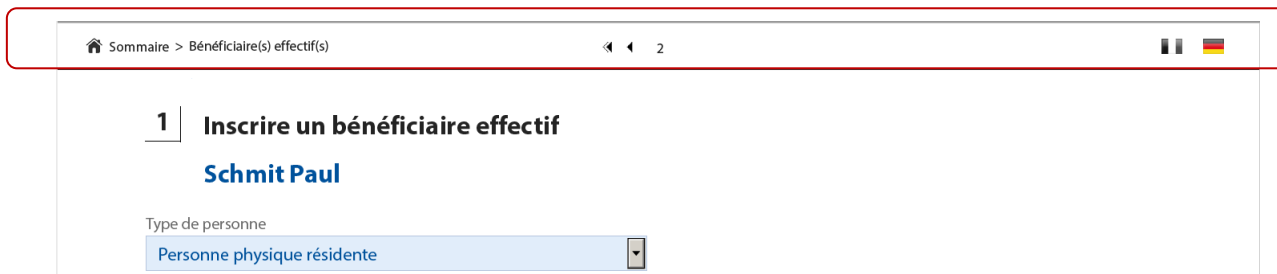 Sommaire > Bénéficiaire(s) effectif(s) 2
1 Inscrire un bénéficiaire effectif
Schmit Paul
Type de personne
Personne physique résidente